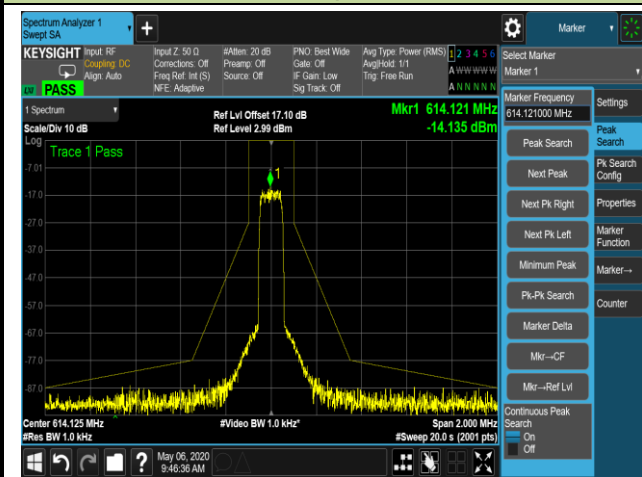 Spectrum Analyzer 1
Swept SA
Marker
KEYSIGHT
Input: RF
Coupling: DC
Align: Auto
Input Z: 50 Ω
Corrections: Off
Freq Ref: Int (S)
NFE: Adaptive
#Atten: 20 dB
Preamp: Off
Source: Off
PNO: Best Wide
Gate: Off
IF Gain: Low
Sig Track: Off
Avg Type: Power (RMS)
Avg|Hold: 1/1
Trig: Free Run
1 2 3 4 5 6
A W W W W W
A N N N N N
PASS
Select Marker
Marker 1
1 Spectrum
Scale/Div 10 dB
Ref Lvl Offset 17.10 dB
Ref Level 2.99 dBm
Mkr1 614.121 MHz
-14.135 dBm
Log
Trace 1 Pass
1
-7.01
-17.0
-27.0
-37.0
-47.0
-57.0
-67.0
-77.0
-87.0
Center 614.125 MHz
#Res BW 1.0 kHz
#Video BW 1.0 kHz*
Span 2.000 MHz
#Sweep 20.0 s (2001 pts)
Marker Frequency
614.121000 MHz
Peak Search
Next Peak
Next Pk Right
Next Pk Left
Minimum Peak
Pk-Pk Search
Marker Delta
Mkr→CF
Mkr→Ref Lvl
Continuous Peak
Search
On
Off
Settings
Peak
Search
Pk Search
Config
Properties
Marker
Function
Marker→
Counter
?
May 06, 2020
9:46:36 AM